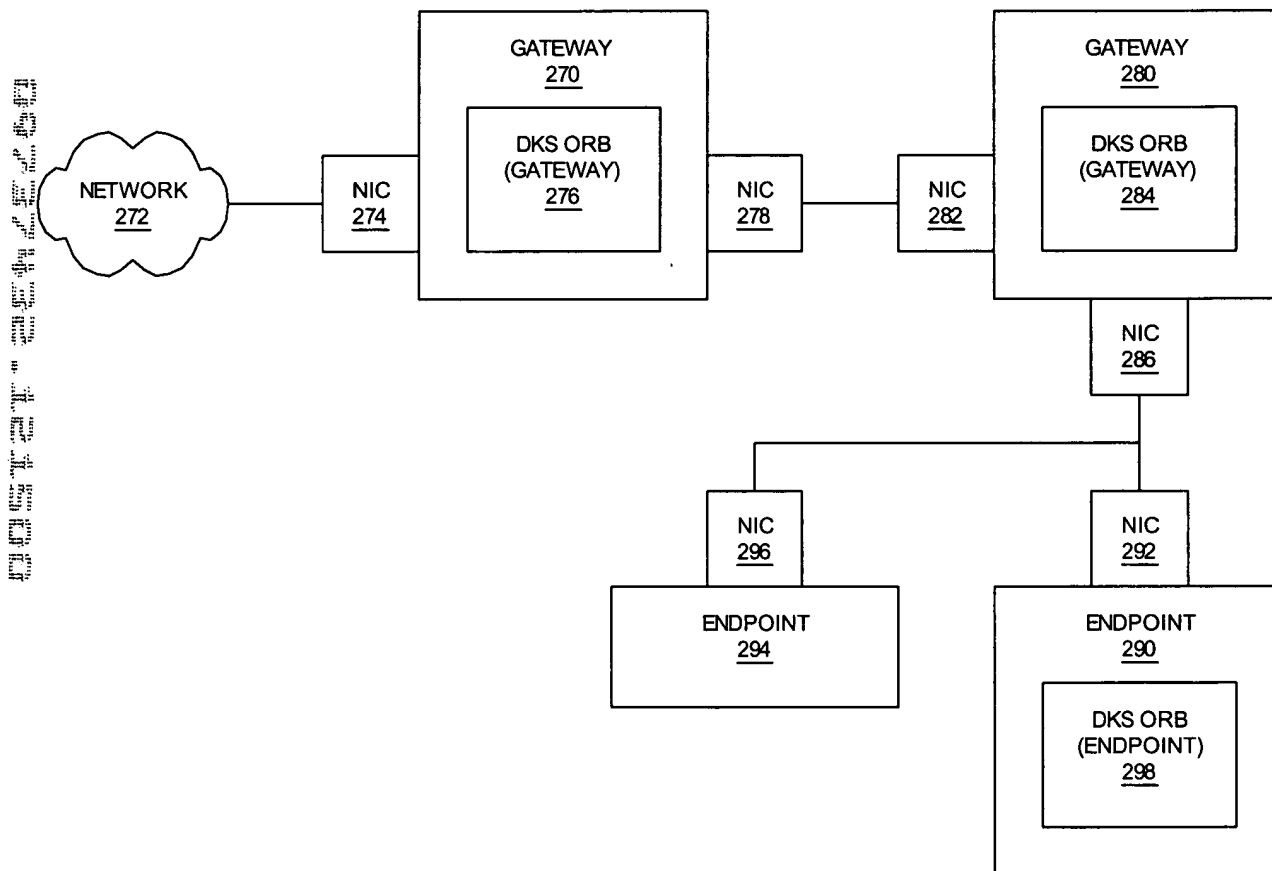 GATEWAY
270
GATEWAY
280
DKS ORB
(GATEWAY)
276
DKS ORB
(GATEWAY)
284
NETWORK
272
NIC
274
NIC
278
NIC
282
NIC
286
NIC
296
NIC
292
ENDPOINT
294
ENDPOINT
290
DKS ORB
(ENDPOINT)
298